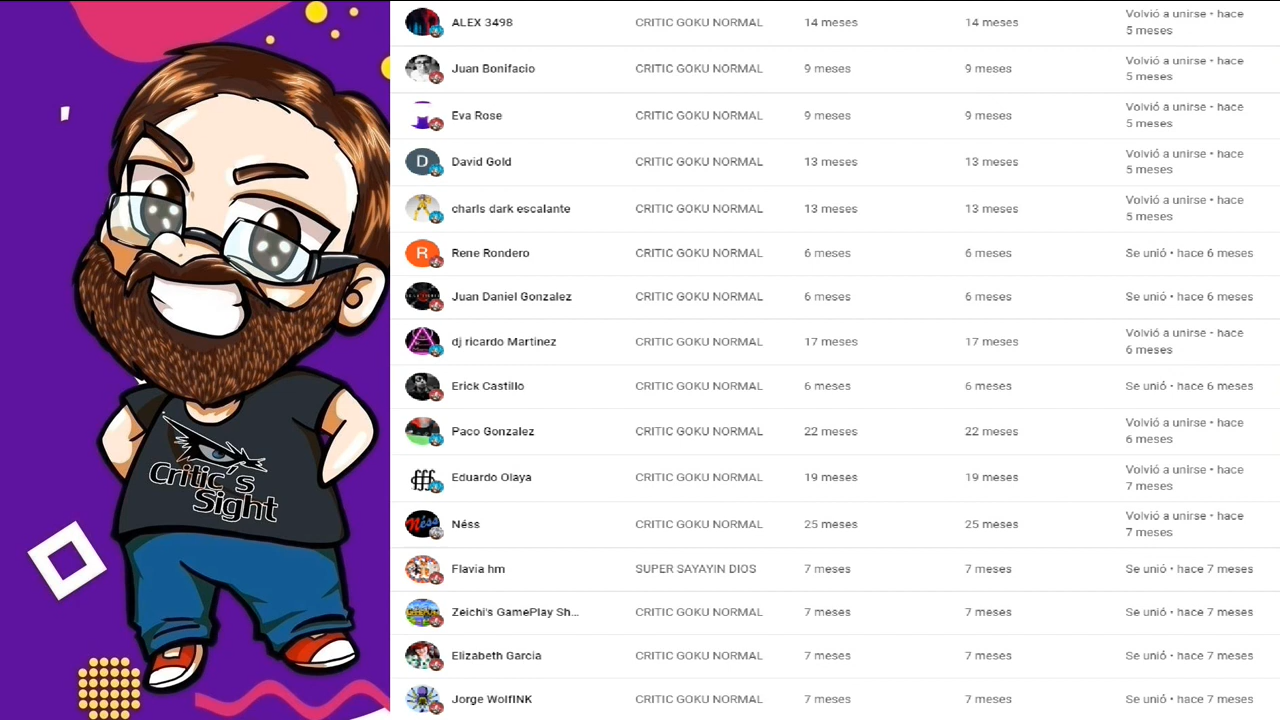 Critic's
Sight
ALEX 3498 CRITIC GOKU NORMAL 14 meses 14 meses Volvió a unirse • hace
5 meses
Juan Bonifacio CRITIC GOKU NORMAL 9 meses 9 meses Volvió a unirse • hace
5 meses
Eva Rose CRITIC GOKU NORMAL 9 meses 9 meses Volvió a unirse • hace
5 meses
D David Gold CRITIC GOKU NORMAL 13 meses 13 meses Volvió a unirse • hace
5 meses
charls dark escalante CRITIC GOKU NORMAL 13 meses 13 meses Volvió a unirse • hace
5 meses
R Rene Rondero CRITIC GOKU NORMAL 6 meses 6 meses Se unió • hace 6 meses
Juan Daniel Gonzalez CRITIC GOKU NORMAL 6 meses 6 meses Se unió • hace 6 meses
dj ricardo Martinez CRITIC GOKU NORMAL 17 meses 17 meses Volvió a unirse • hace
6 meses
Erick Castillo CRITIC GOKU NORMAL 6 meses 6 meses Se unió • hace 6 meses
Paco Gonzalez CRITIC GOKU NORMAL 22 meses 22 meses Volvió a unirse • hace
6 meses
Eduardo Olaya CRITIC GOKU NORMAL 19 meses 19 meses Volvió a unirse • hace
7 meses
Néss Néss CRITIC GOKU NORMAL 25 meses 25 meses Volvió a unirse • hace
7 meses
Flavia hm SUPER SAYAYIN DIOS 7 meses 7 meses Se unió • hace 7 meses
Zeichi's GamePlay Sh... CRITIC GOKU NORMAL 7 meses 7 meses Se unió • hace 7 meses
Elizabeth Garcia CRITIC GOKU NORMAL 7 meses 7 meses Se unió • hace 7 meses
Jorge WolfINK CRITIC GOKU NORMAL 7 meses 7 meses Se unió • hace 7 meses